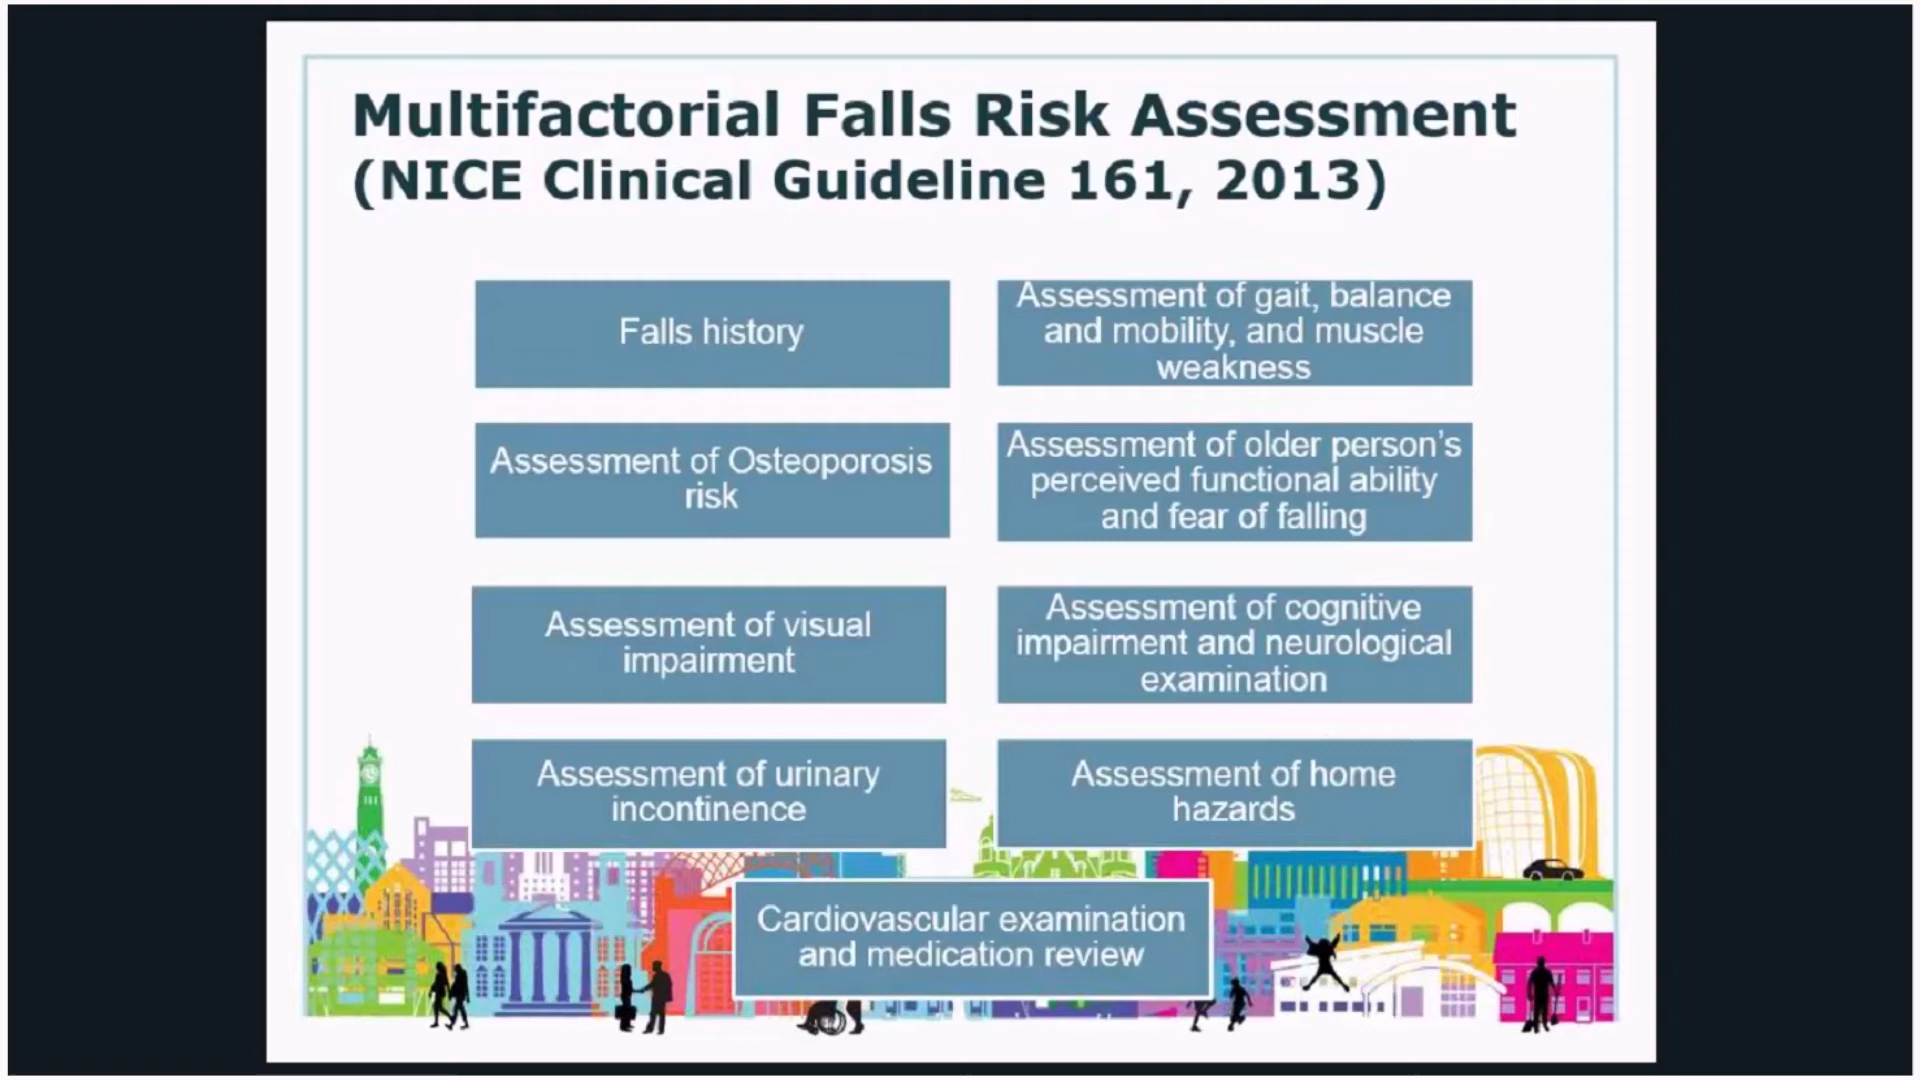 Multifactorial Falls Risk Assessment
(NICE Clinical Guideline 161, 2013)
Falls history
Assessment of gait, balance
and mobility, and muscle
weakness
Assessment of Osteoporosis
risk
Assessment of older person’s
perceived functional ability
and fear of falling
Assessment of visual
impairment
Assessment of cognitive
impairment and neurological
examination
Assessment of urinary
incontinence
Assessment of home
hazards
Cardiovascular examination
and medication review